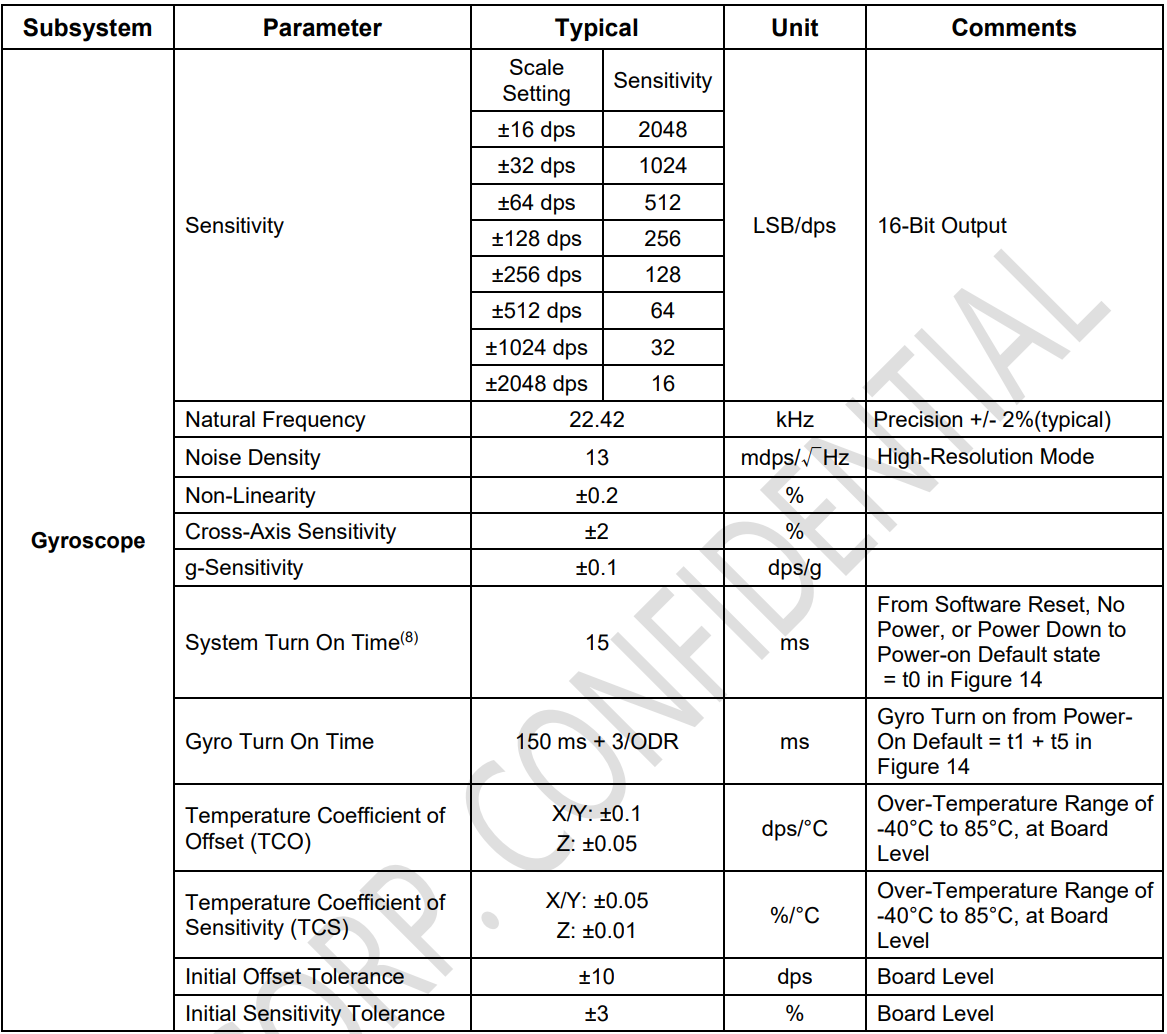 Subsystem Parameter Typical Unit Comments
Gyroscope
Sensitivity
Scale Setting Sensitivity
±16 dps 2048
±32 dps 1024
±64 dps 512
±128 dps 256
±256 dps 128
±512 dps 64
±1024 dps 32
±2048 dps 16
LSB/dps
16-Bit Output
Natural Frequency 22.42 kHz Precision +/- 2%(typical)
Noise Density 13 mdps/√Hz High-Resolution Mode
Non-Linearity ±0.2 %
Cross-Axis Sensitivity ±2 %
g-Sensitivity ±0.1 dps/g
System Turn On Time(8) 15 ms
From Software Reset, No
Power, or Power Down to
Power-on Default state
= t0 in Figure 14
Gyro Turn On Time 150 ms + 3/ODR ms
Gyro Turn on from Power-
On Default = t1 + t5 in
Figure 14
Temperature Coefficient of
Offset (TCO)
X/Y: ±0.1
Z: ±0.05
dps/°C
Over-Temperature Range of
-40°C to 85°C, at Board
Level
Temperature Coefficient of
Sensitivity (TCS)
X/Y: ±0.05
Z: ±0.01
%/°C
Over-Temperature Range of
-40°C to 85°C, at Board
Level
Initial Offset Tolerance ±10 dps Board Level
Initial Sensitivity Tolerance ±3 % Board Level
ORP. CONFIDENTIAL